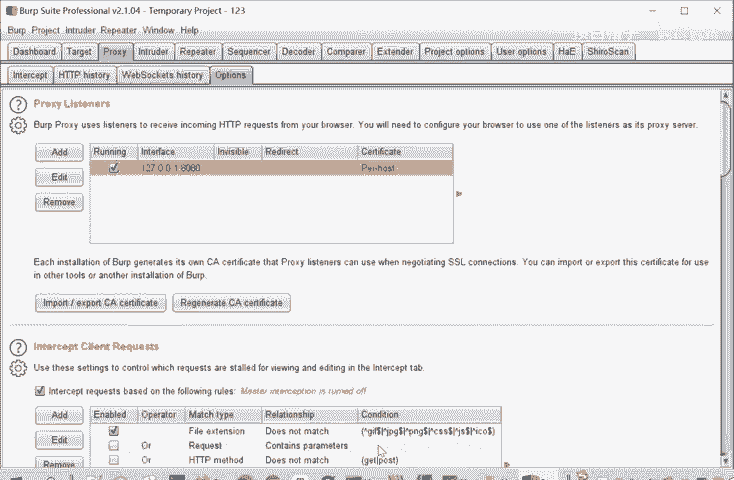 Burp Suite Professional v2.1.04 - Temporary Project - 123
Burp Project Intruder Repeater Window Help
Dashboard Target Proxy Intruder Repeater Sequencer Decoder Comparer Extender Project options User options HaE ShiroScan
Intercept HTTP history WebSockets history Options
Proxy Listeners
Burp Proxy uses listeners to receive incoming HTTP requests from your browser. You will need to configure your browser to use one of the listeners as its proxy server.
Add
Running Interface Invisible Redirect Certificate
127.0.0.1:8080 Per-host
Edit
Remove
Each installation of Burp generates its own CA certificate that Proxy listeners can use when negotiating SSL connections. You can import or export this certificate for use
in other tools or another installation of Burp.
Import / export CA certificate Regenerate CA certificate
Intercept Client Requests
Use these settings to control which requests are stalled for viewing and editing in the Intercept tab.
Intercept requests based on the following rules: Master interception is turned off
Add
Enabled Operator Match type Relationship Condition
File extension Does not match (^gif$|^jpg$|^png$|^css$|^js$|^ico$)
Edit
Or Request Contains parameters
Or HTTP method Does not match (get|post)
Remove